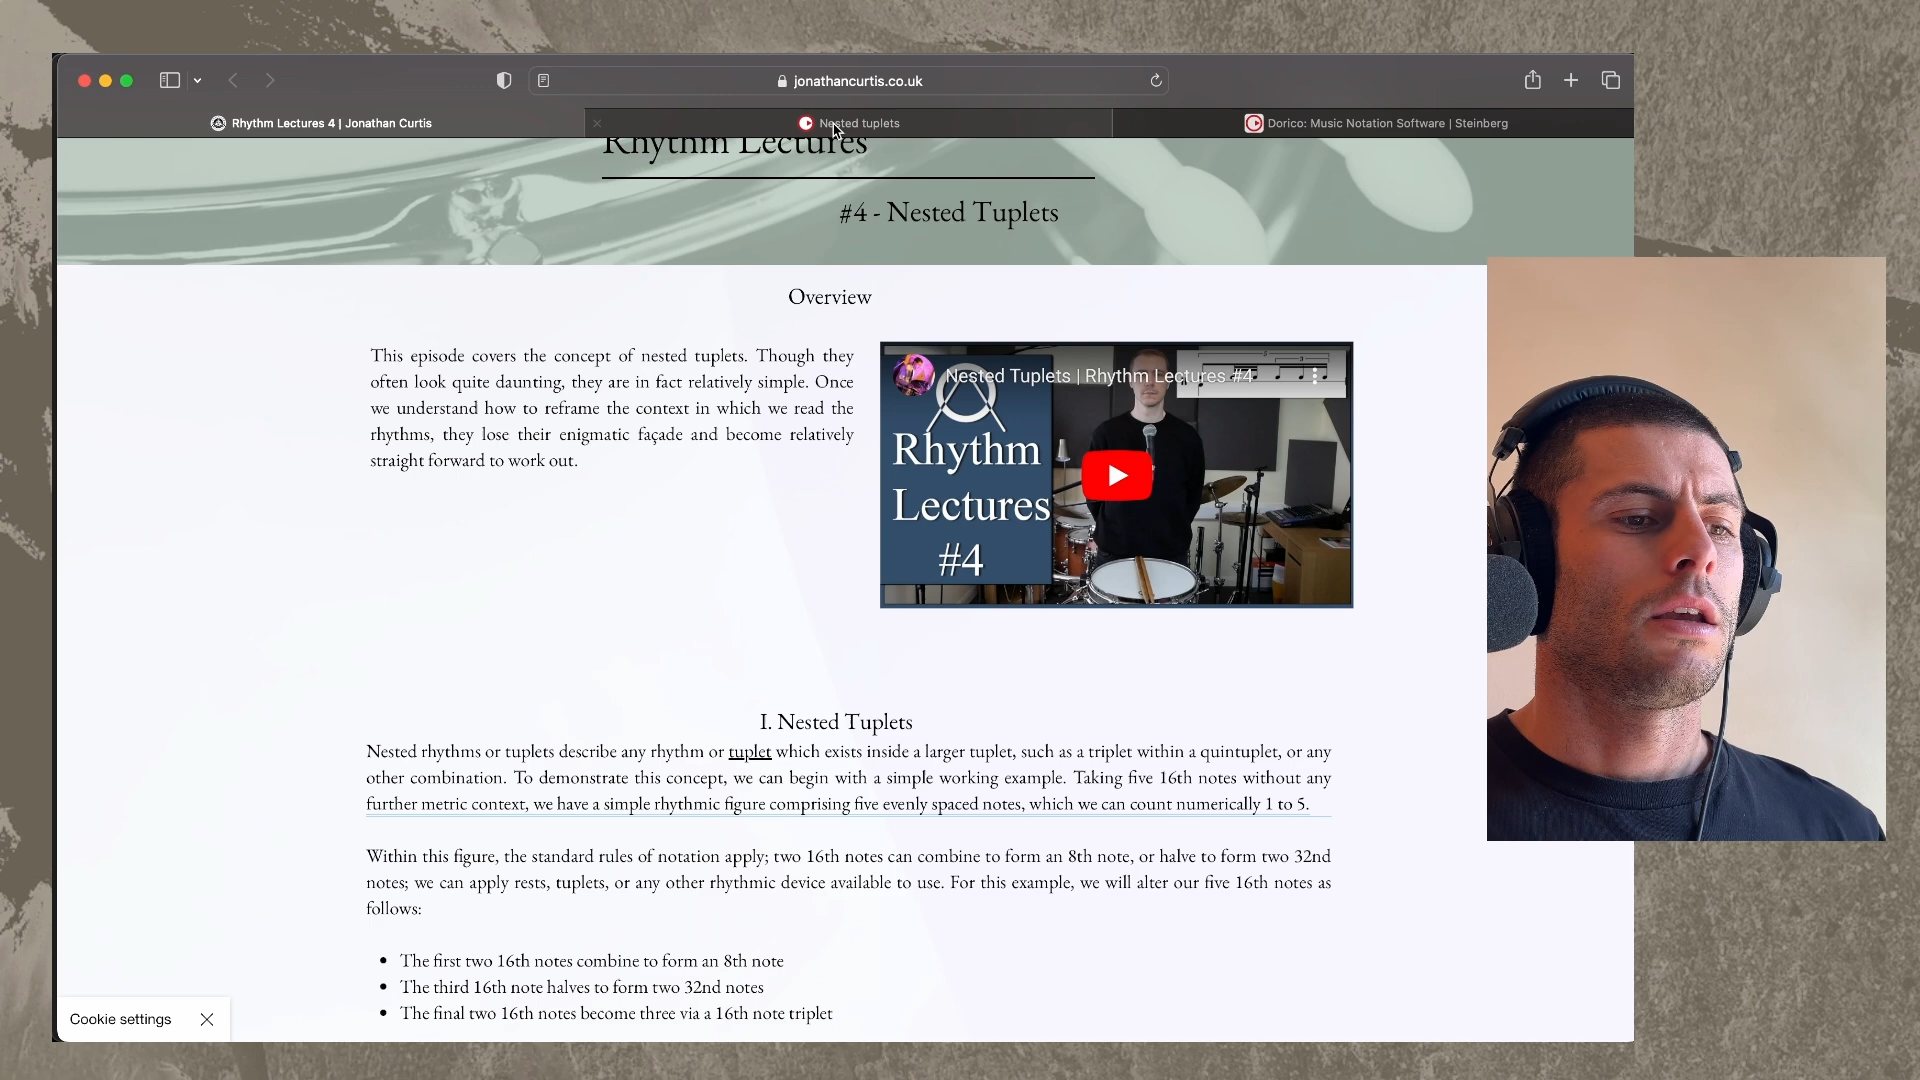 jonathancurtis.co.uk
Rhythm Lectures 4 | Jonathan Curtis
Nested tuplets
Dorico: Music Notation Software | Steinberg
Rhythm Lectures
#4 - Nested Tuplets
Overview
This episode covers the concept of nested tuplets. Though they
often look quite daunting, they are in fact relatively simple. Once
we understand how to reframe the context in which we read the
rhythms, they lose their enigmatic façade and become relatively
straight forward to work out.
Nested Tuplets | Rhythm Lectures #4
5
3
Rhythm
Lectures
#4
I. Nested Tuplets
Nested rhythms or tuplets describe any rhythm or tuplet which exists inside a larger tuplet, such as a triplet within a quintuplet, or any
other combination. To demonstrate this concept, we can begin with a simple working example. Taking five 16th notes without any
further metric context, we have a simple rhythmic figure comprising five evenly spaced notes, which we can count numerically 1 to 5.
Within this figure, the standard rules of notation apply; two 16th notes can combine to form an 8th note, or halve to form two 32nd
notes; we can apply rests, tuplets, or any other rhythmic device available to use. For this example, we will alter our five 16th notes as
follows:
• The first two 16th notes combine to form an 8th note
• The third 16th note halves to form two 32nd notes
• The final two 16th notes become three via a 16th note triplet
Cookie settings